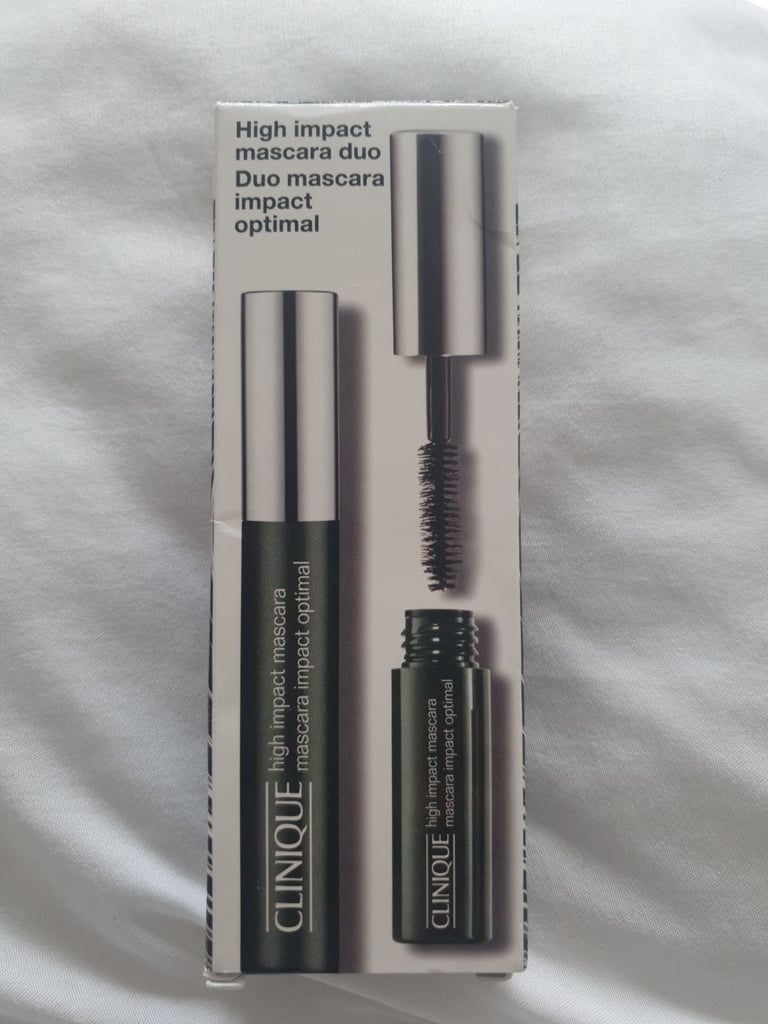 High impact
mascara duo
Duo mascara
impact
optimal
CLINIQUE
high impact mascara
mascara impact optimal
CLINIQUE
high impact mascara
mascara impact optimal